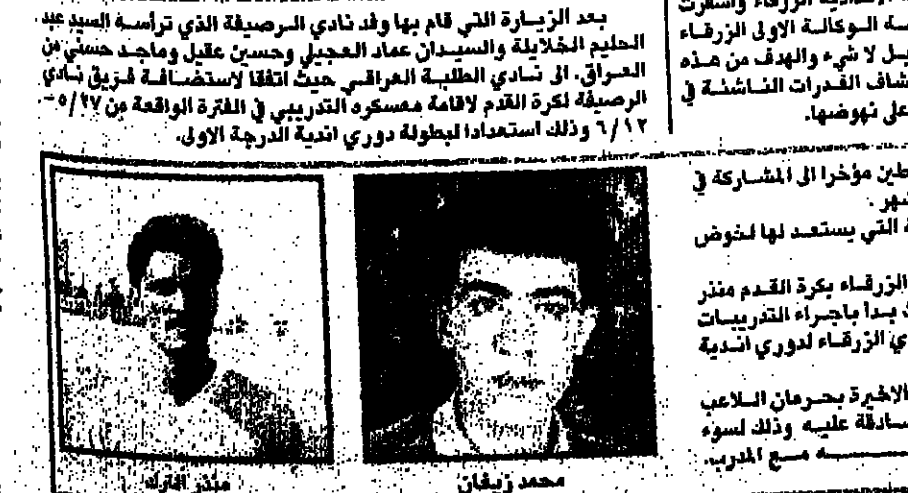 الزرقاء واسفرت
الوكالة الاولى الزرقاء
لا شيء والهدف من هذه
القدرات الناشئة في
على نهوضها.
مؤخرا الى المشاركة في
التي يستعد لها لخوض
الزرقاء بكرة القدم منذر
بدأ باجراء التدريبات
الزرقاء لدوري اندية
الاخيرة بحرمان اللاعب
عليه وذلك لسوء
مع المدرب.
بعد الزيارة التي قام بها وفد نادي الرصيفة الذي ترأسه السيد عبد
الحليم الخلايلة والسيدان عماد العجيلي وحسين عقيل وماجد حسني من
العراق، الى نادي الطلبة العراقي حيث اتفقا لاستضافة فريق نادي
الرصيفة لكرة القدم لاقامة معسكره التدريبي في الفترة الواقعة من ٥/٢٧-
٦/١٢ وذلك استعدادا لبطولة دوري اندية الدرجة الاولى.
محمد زيغان
منذر